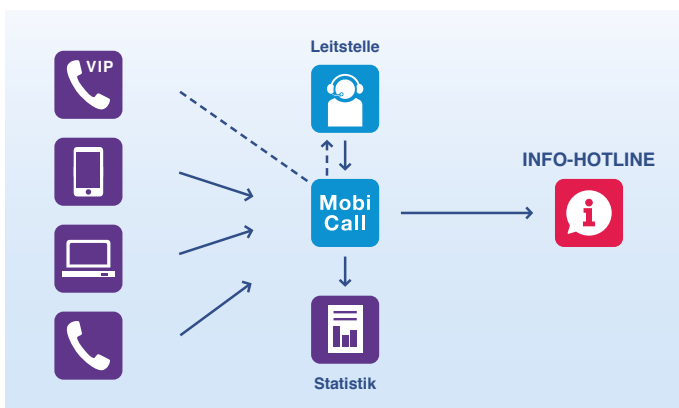 VIP
Leitstelle
INFO-HOTLINE
Mobi
Call
Statistik